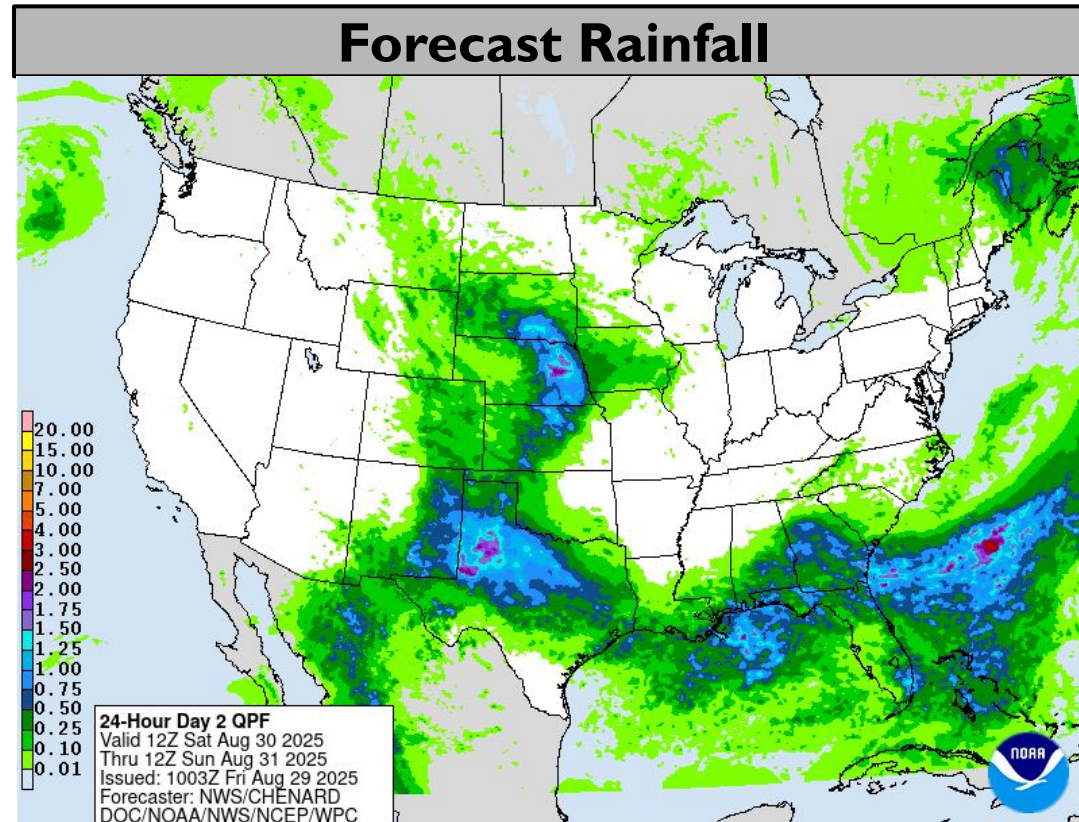 Forecast Rainfall
20.00
15.00
10.00
7.00
5.00
4.00
3.00
2.50
2.00
1.75
1.50
1.25
1.00
0.75
0.50
0.25
0.10
0.01
24-Hour Day 2 QPF
Valid 12Z Sat Aug 30 2025
Thru 12Z Sun Aug 31 2025
Issued: 1003Z Fri Aug 29 2025
Forecaster: NWS/CHENARD
DOC/NOAA/NWS/NCEP/WPC
NOAA